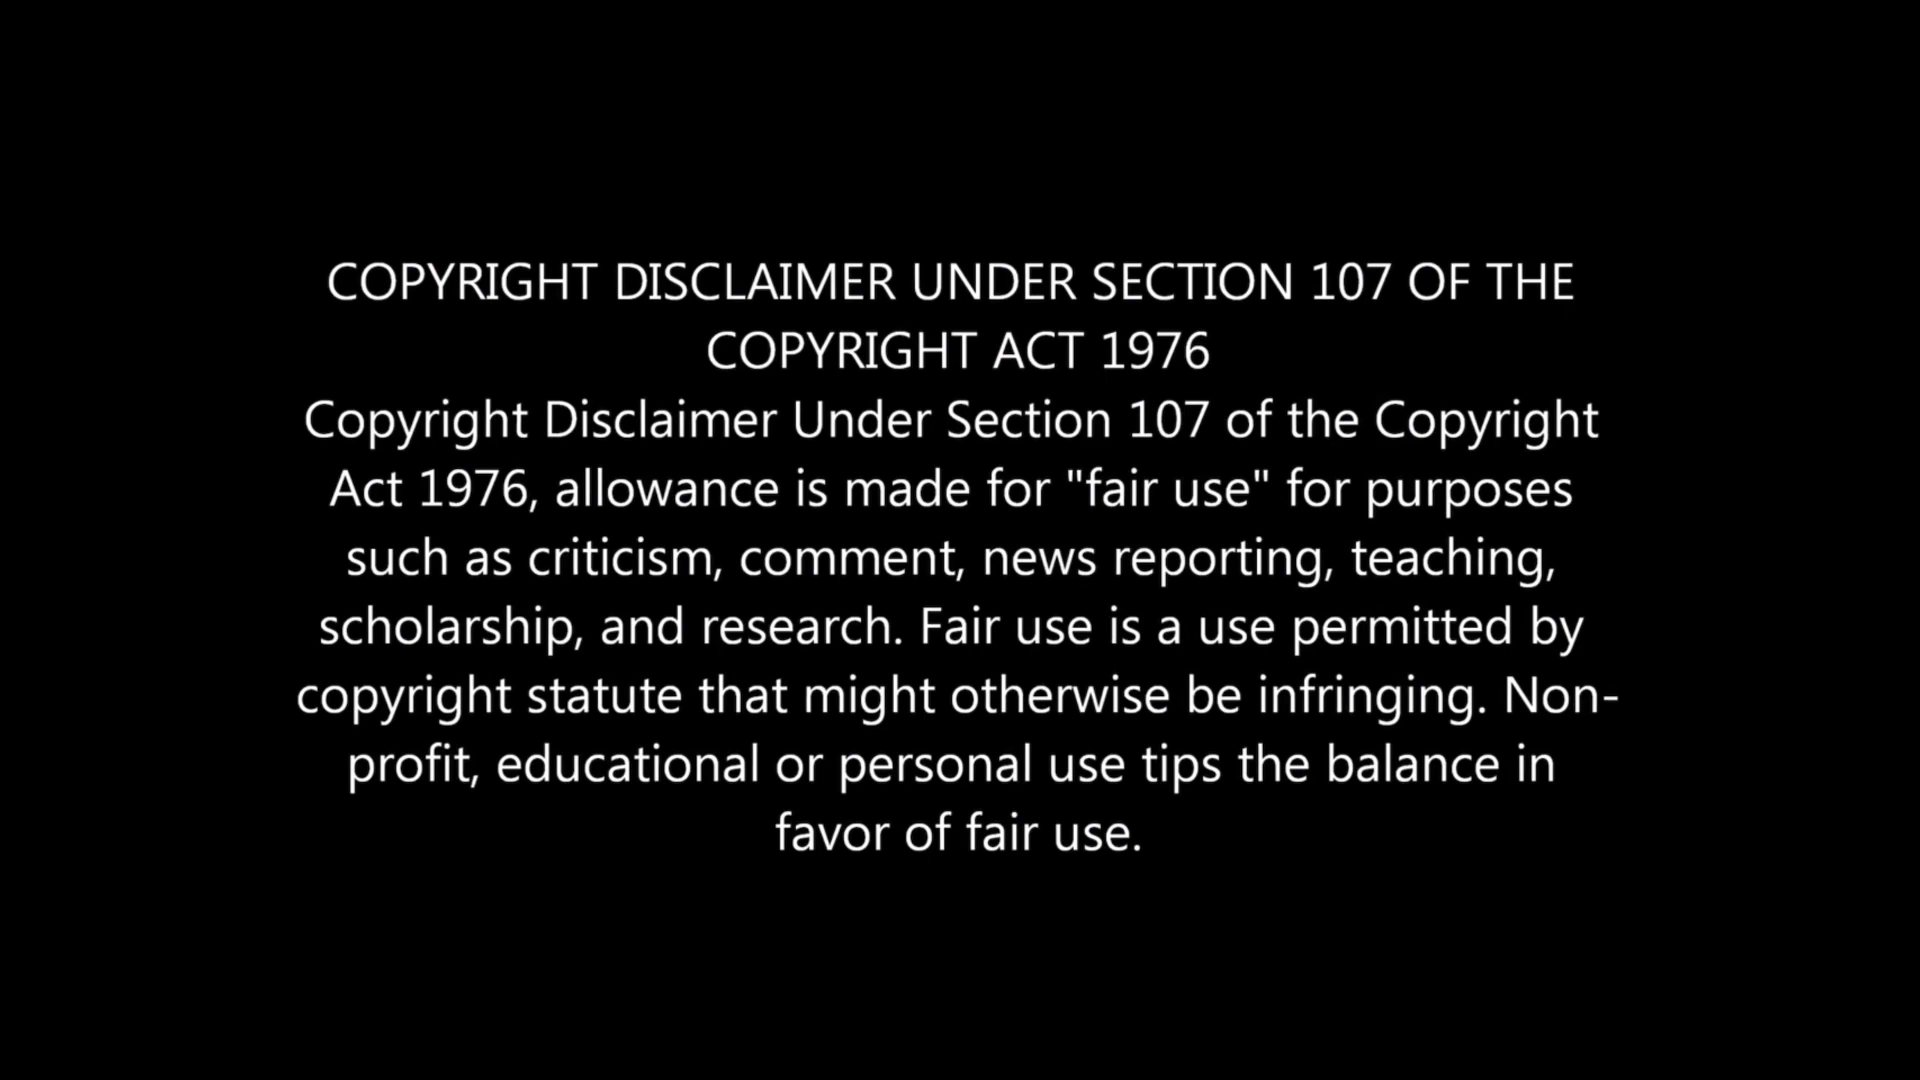 COPYRIGHT DISCLAIMER UNDER SECTION 107 OF THE
COPYRIGHT ACT 1976
Copyright Disclaimer Under Section 107 of the Copyright
Act 1976, allowance is made for "fair use" for purposes
such as criticism, comment, news reporting, teaching,
scholarship, and research. Fair use is a use permitted by
copyright statute that might otherwise be infringing. Non-
profit, educational or personal use tips the balance in
favor of fair use.